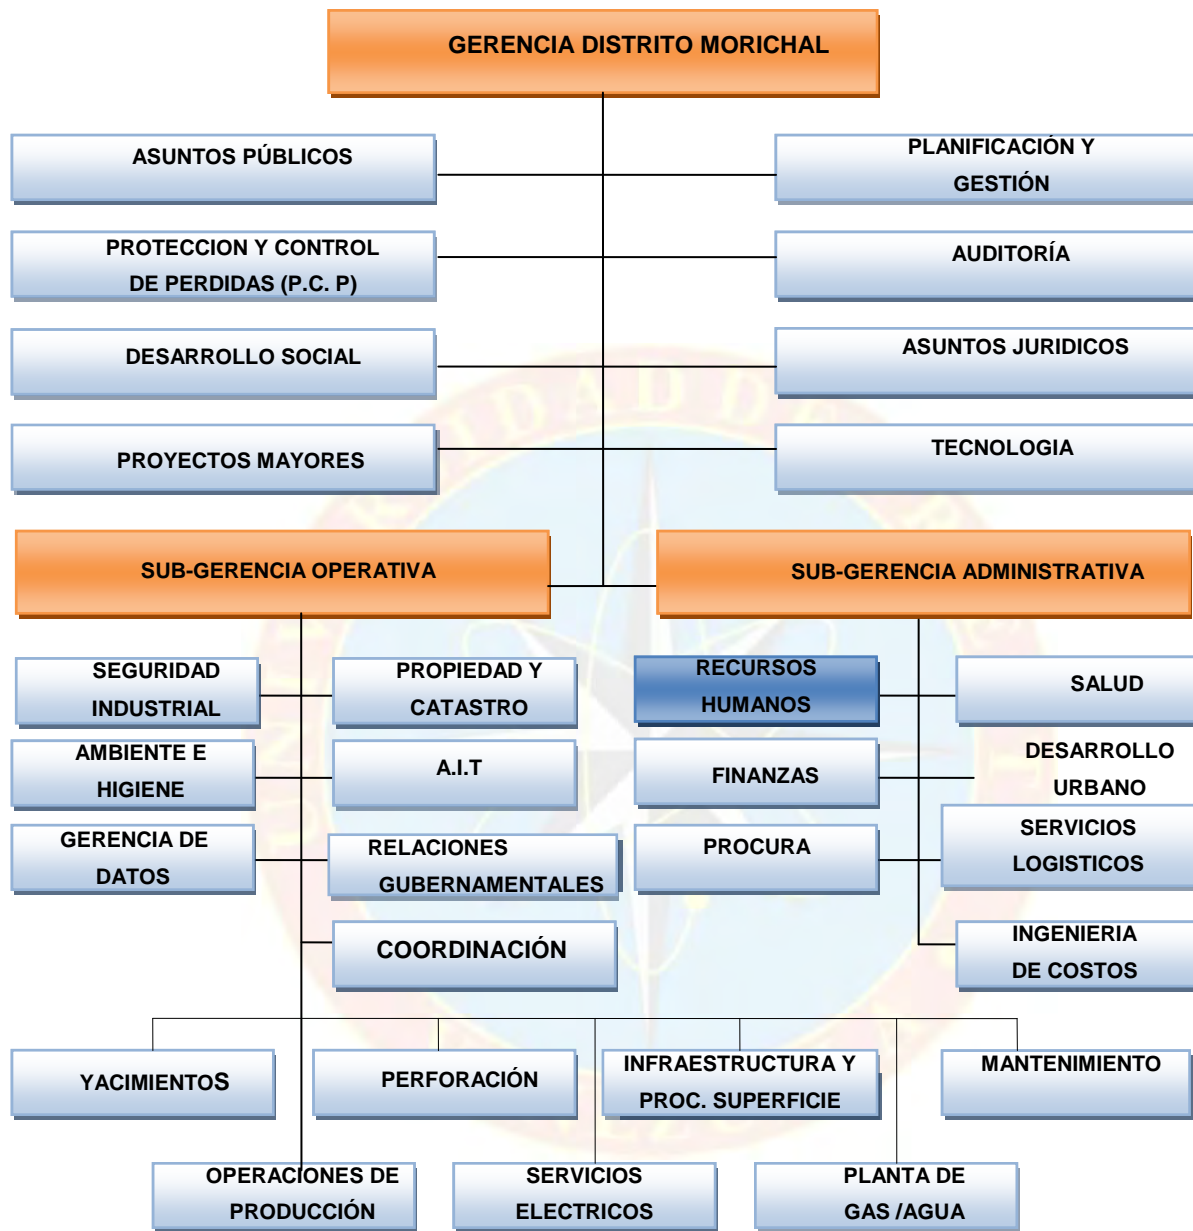 GERENCIA DISTRITO MORICHAL
ASUNTOS PÚBLICOS
PLANIFICACIÓN Y
GESTIÓN
PROTECCION Y CONTROL
DE PERDIDAS (P.C. P)
AUDITORÍA
DESARROLLO SOCIAL
ASUNTOS JURIDICOS
PROYECTOS MAYORES
TECNOLOGIA
SUB-GERENCIA OPERATIVA
SUB-GERENCIA ADMINISTRATIVA
SEGURIDAD
INDUSTRIAL
PROPIEDAD Y
CATASTRO
RECURSOS
HUMANOS
SALUD
AMBIENTE E
HIGIENE
A.I.T
FINANZAS
DESARROLLO
URBANO
GERENCIA DE
DATOS
RELACIONES
GUBERNAMENTALES
PROCURA
SERVICIOS
LOGISTICOS
COORDINACIÓN
INGENIERIA
DE COSTOS
YACIMIENTOS
PERFORACIÓN
INFRAESTRUCTURA Y
PROC. SUPERFICIE
MANTENIMIENTO
OPERACIONES DE
PRODUCCIÓN
SERVICIOS
ELECTRICOS
PLANTA DE
GAS /AGUA